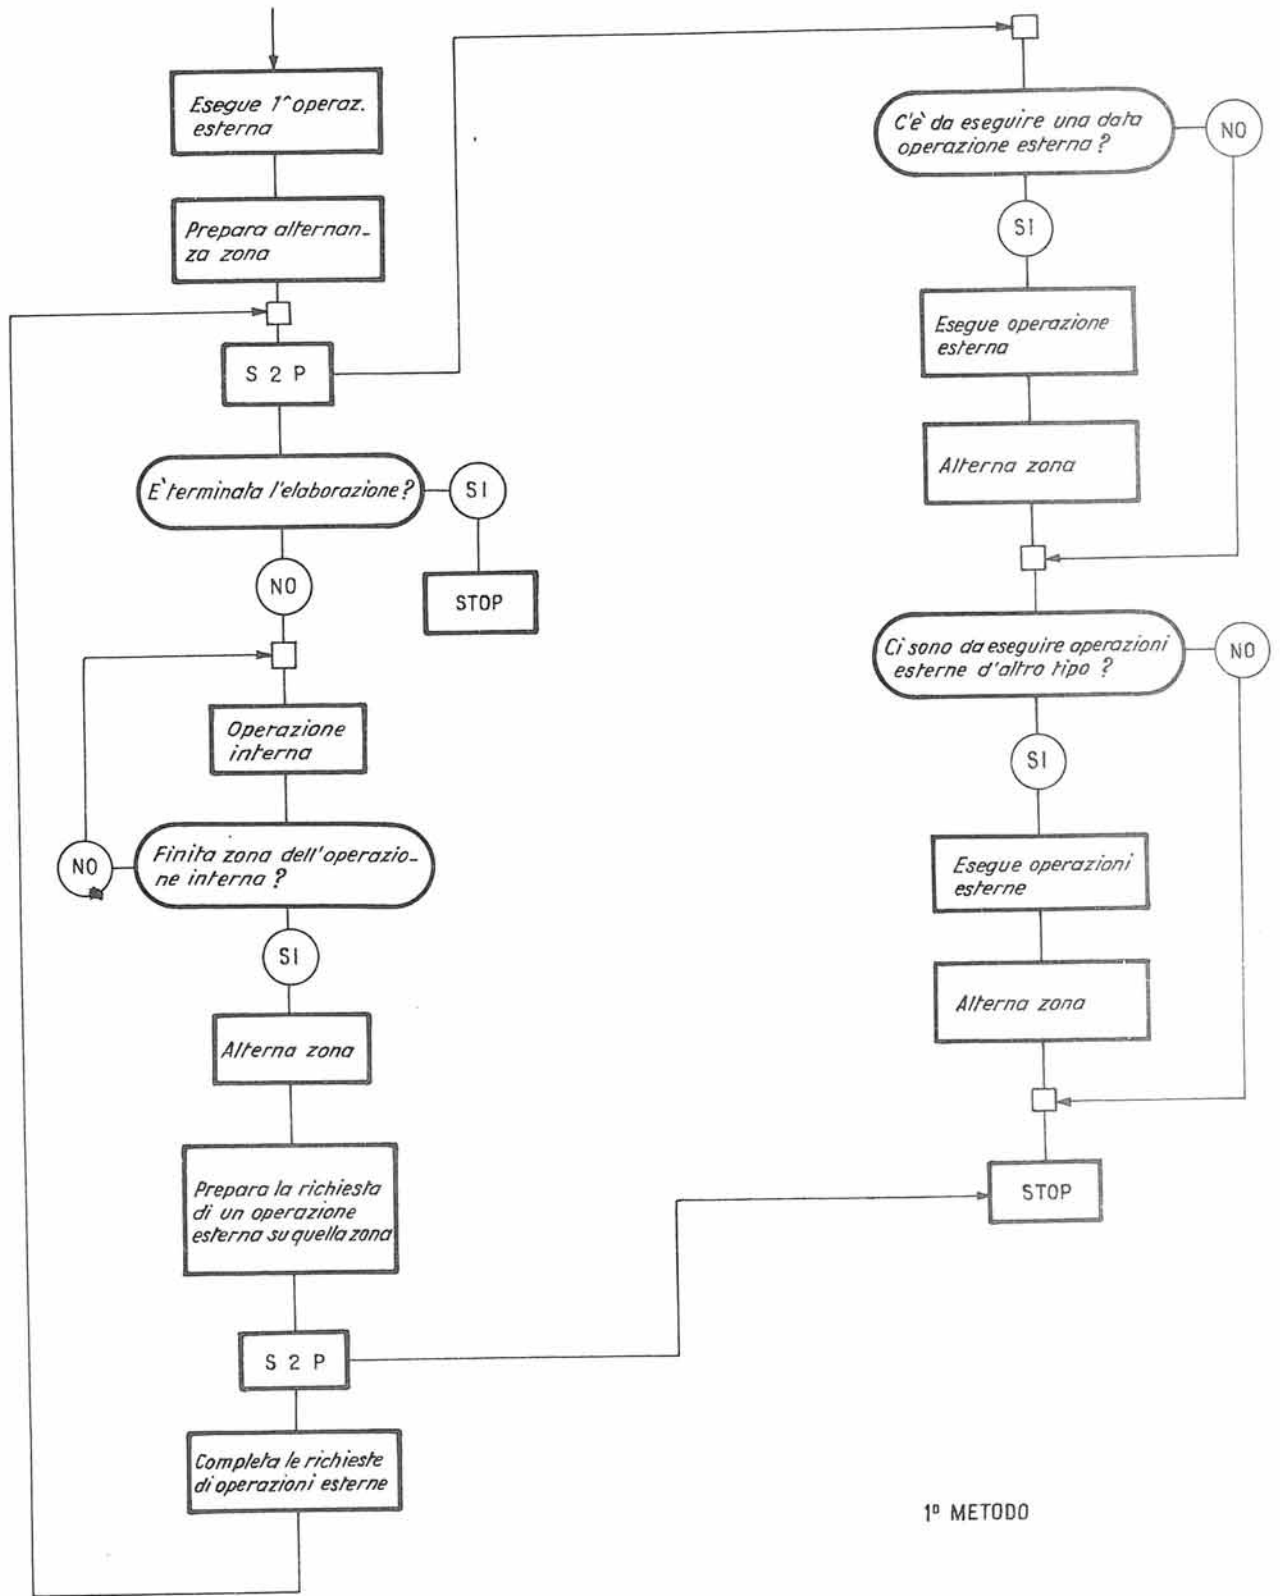 Esegue 1^ operaz.
esterna
Prepara alternan_
za zona
S 2 P
E' terminata l'elaborazione?
SI
NO
STOP
Operazione
interna
Finita zona dell'operazio_
ne interna?
NO
SI
Alterna zona
Prepara la richiesta
di un operazione
esterna su quella zona
S 2 P
Completa le richieste
di operazioni esterne
C'è da eseguire una data
operazione esterna?
NO
SI
Esegue operazione
esterna
Alterna zona
Ci sono da eseguire operazioni
esterne d'altro tipo?
NO
SI
Esegue operazioni
esterne
Alterna zona
STOP
1º METODO